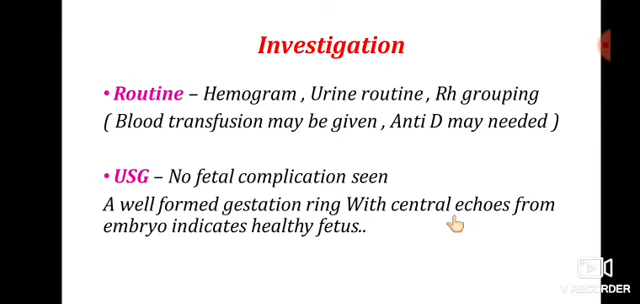 Investigation
•Routine – Hemogram , Urine routine , Rh grouping
( Blood transfusion may be given , Anti D may needed )
•USG – No fetal complication seen
A well formed gestation ring With central echoes from
embryo indicates healthy fetus..
V RECORDER